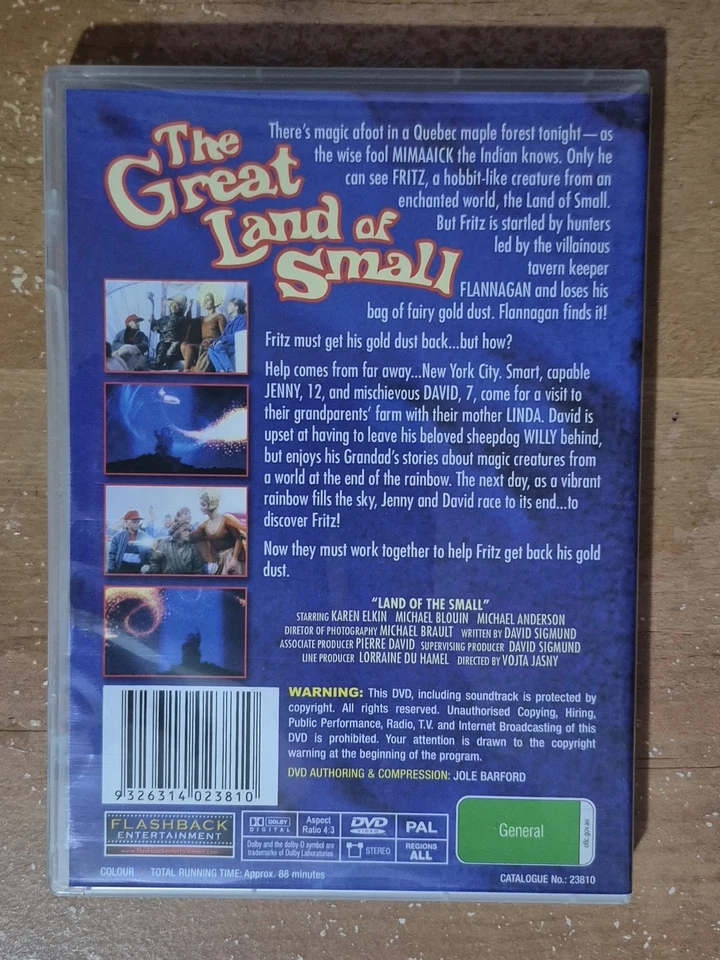 The
Great
Land of
Small
There's magic afoot in a Quebec maple forest tonight—as
the wise fool MIMAAICK the Indian knows. Only he
can see FRITZ, a hobbit-like creature from an
enchanted world, the Land of Small.
But Fritz is startled by hunters
led by the villainous
tavern keeper
FLANNAGAN and loses his
bag of fairy gold dust. Flannagan finds it!
Fritz must get his gold dust back...but how?
Help comes from far away...New York City. Smart, capable
JENNY, 12, and mischievous DAVID, 7, come for a visit to
their grandparents' farm with their mother LINDA. David is
upset at having to leave his beloved sheepdog WILLY behind,
but enjoys his Grandad's stories about magic creatures from
a world at the end of the rainbow. The next day, as a vibrant
rainbow fills the sky, Jenny and David race to its end...to
discover Fritz!
Now they must work together to help Fritz get back his gold
dust.
"LAND OF THE SMALL"
STARRING KAREN ELKIN MICHAEL BLOUIN MICHAEL ANDERSON
DIRETOR OF PHOTOGRAPHY MICHAEL BRAULT WRITTEN BY DAVID SIGMUND
ASSOCIATE PRODUCER PIERRE DAVID SUPERVISING PRODUCER DAVID SIGMUND
LINE PRODUCER LORRAINE DU HAMEL DIRECTED BY VOJTA JASNY
WARNING: This DVD, including soundtrack is protected by
copyright. All rights reserved. Unauthorised Copying, Hiring,
Public Performance, Radio, T.V. and Internet Broadcasting of this
DVD is prohibited. Your attention is drawn to the copyright
warning at the beginning of the program.
DVD AUTHORING & COMPRESSION: JOLE BARFORD
9 326314 023810
FLASHBACK
ENTERTAINMENT
www.flashbackentertainment.com
DOLBY
DIGITAL
Aspect
Ratio 4:3
DVD
VIDEO
PAL
Dolby and the dolby-D symbol are
trademarks of Dolby Laboratories
STEREO
REGIONS
ALL
General
COLOUR TOTAL RUNNING TIME: Approx. 88 minutes
CATALOGUE No.: 23810